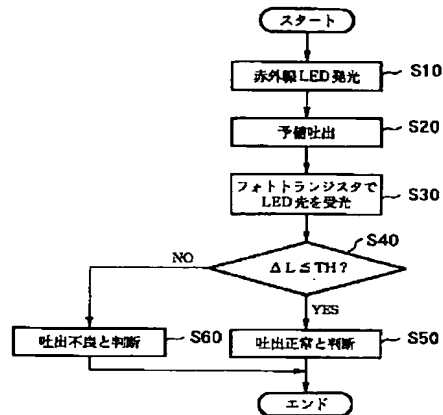 スタート
赤外線LED発光
S10
予備吐出
S20
フォトトランジスタで
LED光を受光
S30
ΔL≦TH?
S40
NO
YES
吐出不良と判断
S60
吐出正常と判断
S50
エンド